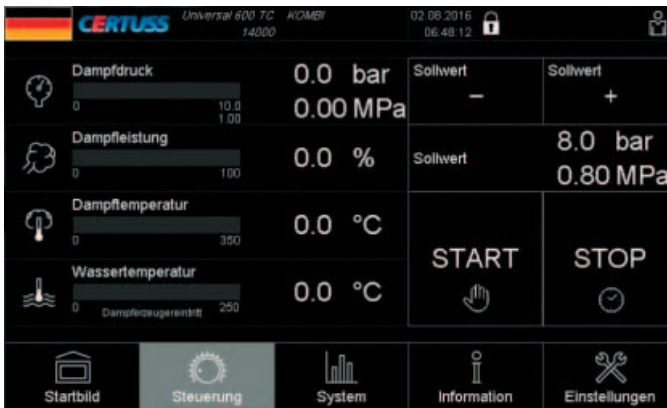 CERTUSS
Universal 600 TC KOMBI
14000
02.08.2016
06:48:12
Dampfdruck
0 10.0
1.00
0.0 bar
0.00 MPa
Sollwert
–
Sollwert
+
Dampfleistung
0 100
0.0 %
Sollwert
8.0 bar
0.80 MPa
Dampftemperatur
0 350
0.0 °C
Wassertemperatur
0 Dampferzeugereintritt 250
0.0 °C
START
STOP
Startbild
Steuerung
System
Information
Einstellungen